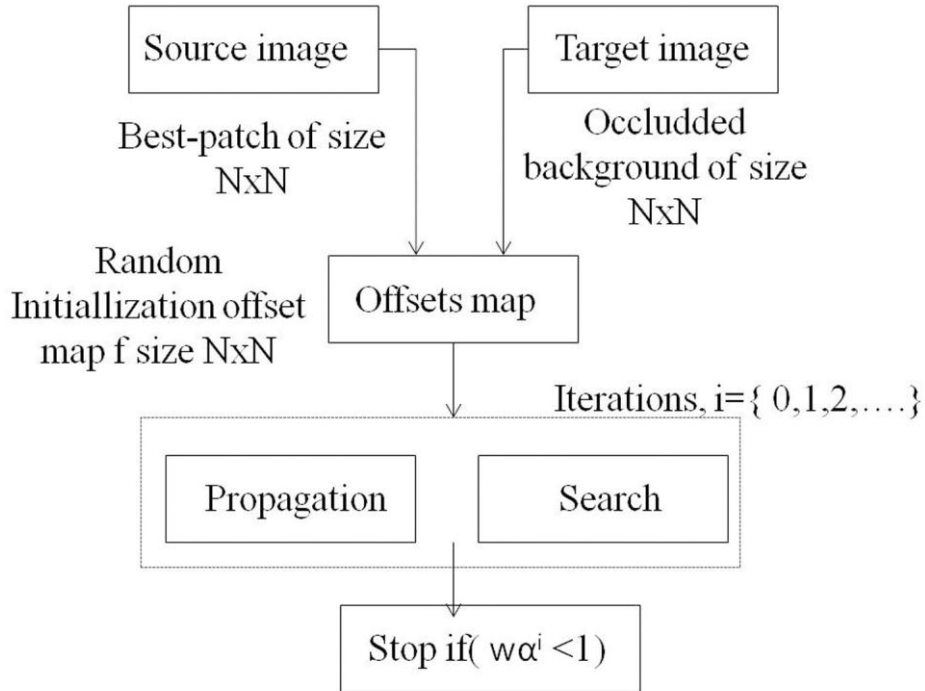 Source image
Target image
Best-patch of size
NxN
Occludded
background of size
NxN
Random
Initiallization offset
map f size NxN
Offsets map
Iterations, i={ 0,1,2,....}
Propagation
Search
Stop if( wαⁱ <1)